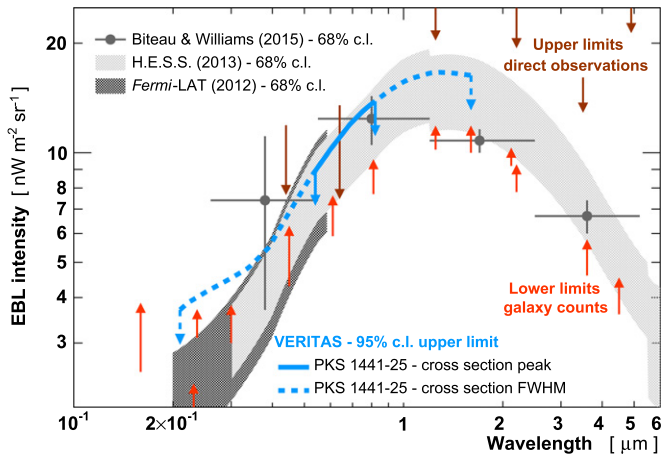 20
10
9
8
7
6
5
4
3
EBL intensity [ nW m⁻² sr⁻¹ ]
Biteau & Williams (2015) - 68% c.l.
H.E.S.S. (2013) - 68% c.l.
Fermi-LAT (2012) - 68% c.l.
Upper limits
direct observations
Lower limits
galaxy counts
VERITAS - 95% c.l. upper limit
PKS 1441-25 - cross section peak
PKS 1441-25 - cross section FWHM
10⁻¹ 2×10⁻¹ 1 2 3 4 5 6
Wavelength [ μm ]